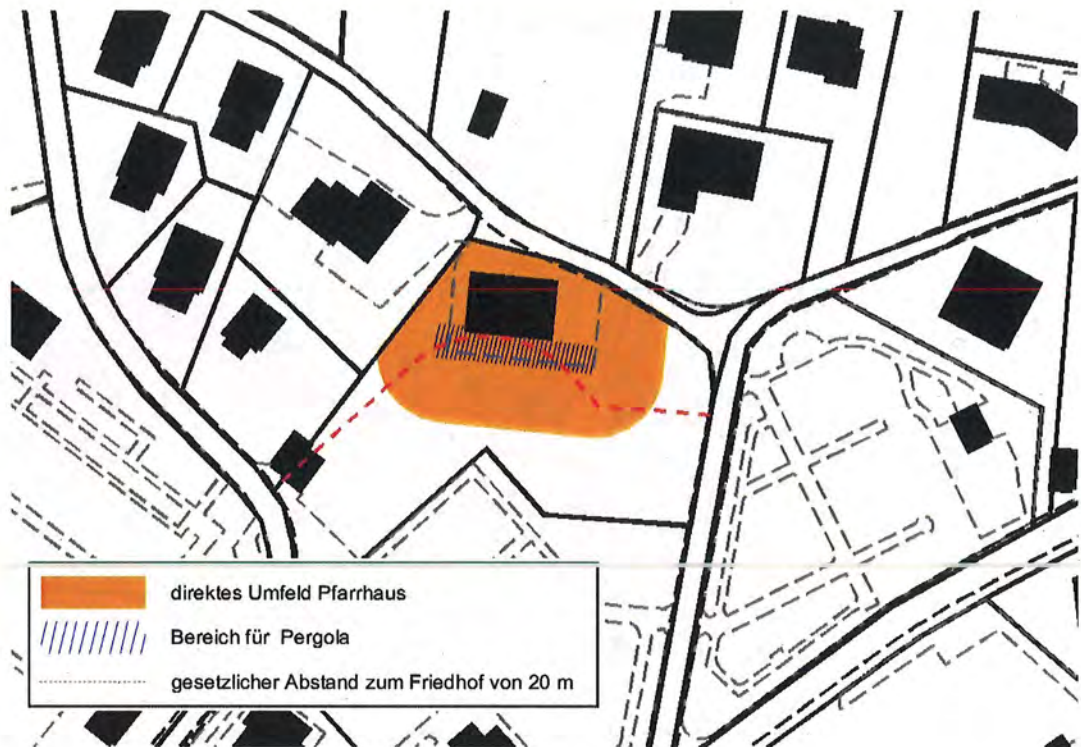 direktes Umfeld Pfarrhaus
Bereich für Pergola
gesetzlicher Abstand zum Friedhof von 20 m